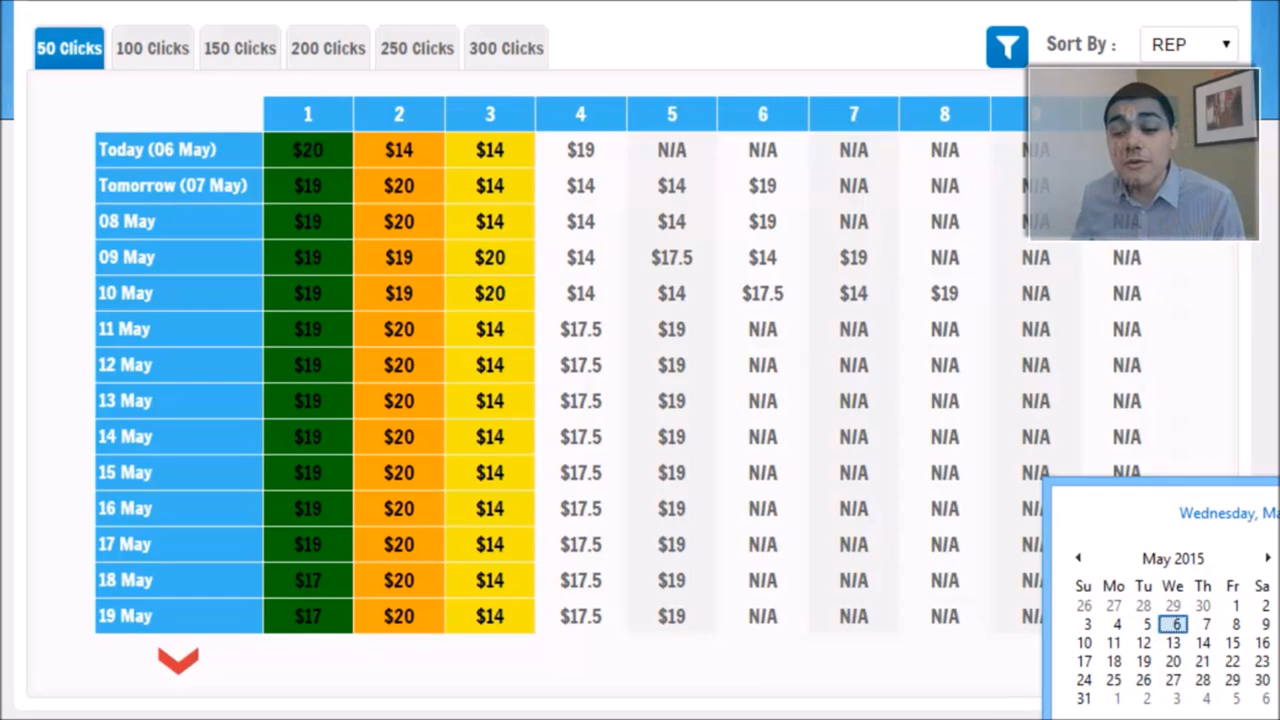 50 Clicks 100 Clicks 150 Clicks 200 Clicks 250 Clicks 300 Clicks Sort By : REP
1 2 3 4 5 6 7 8
Today (06 May) $20 $14 $14 $19 N/A N/A N/A N/A N/A
Tomorrow (07 May) $19 $20 $14 $14 $14 $19 N/A N/A N/A N/A
08 May $19 $20 $14 $14 $14 $19 N/A N/A N/A N/A
09 May $19 $19 $20 $14 $17.5 $14 $19 N/A N/A N/A
10 May $19 $19 $20 $14 $14 $17.5 $14 $19 N/A N/A
11 May $19 $20 $14 $17.5 $19 N/A N/A N/A N/A N/A
12 May $19 $20 $14 $17.5 $19 N/A N/A N/A N/A N/A
13 May $19 $20 $14 $17.5 $19 N/A N/A N/A N/A N/A
14 May $19 $20 $14 $17.5 $19 N/A N/A N/A N/A N/A
15 May $19 $20 $14 $17.5 $19 N/A N/A N/A N/A N/A
16 May $19 $20 $14 $17.5 $19 N/A N/A N/A N/
17 May $19 $20 $14 $17.5 $19 N/A N/A N/A N/
18 May $17 $20 $14 $17.5 $19 N/A N/A N/A N/
19 May $17 $20 $14 $17.5 $19 N/A N/A N/A N/
Wednesday, Ma
May 2015
Su Mo Tu We Th Fr Sa
26 27 28 29 30 1 2
3 4 5 6 7 8 9
10 11 12 13 14 15 16
17 18 19 20 21 22 23
24 25 26 27 28 29 30
31 1 2 3 4 5 6